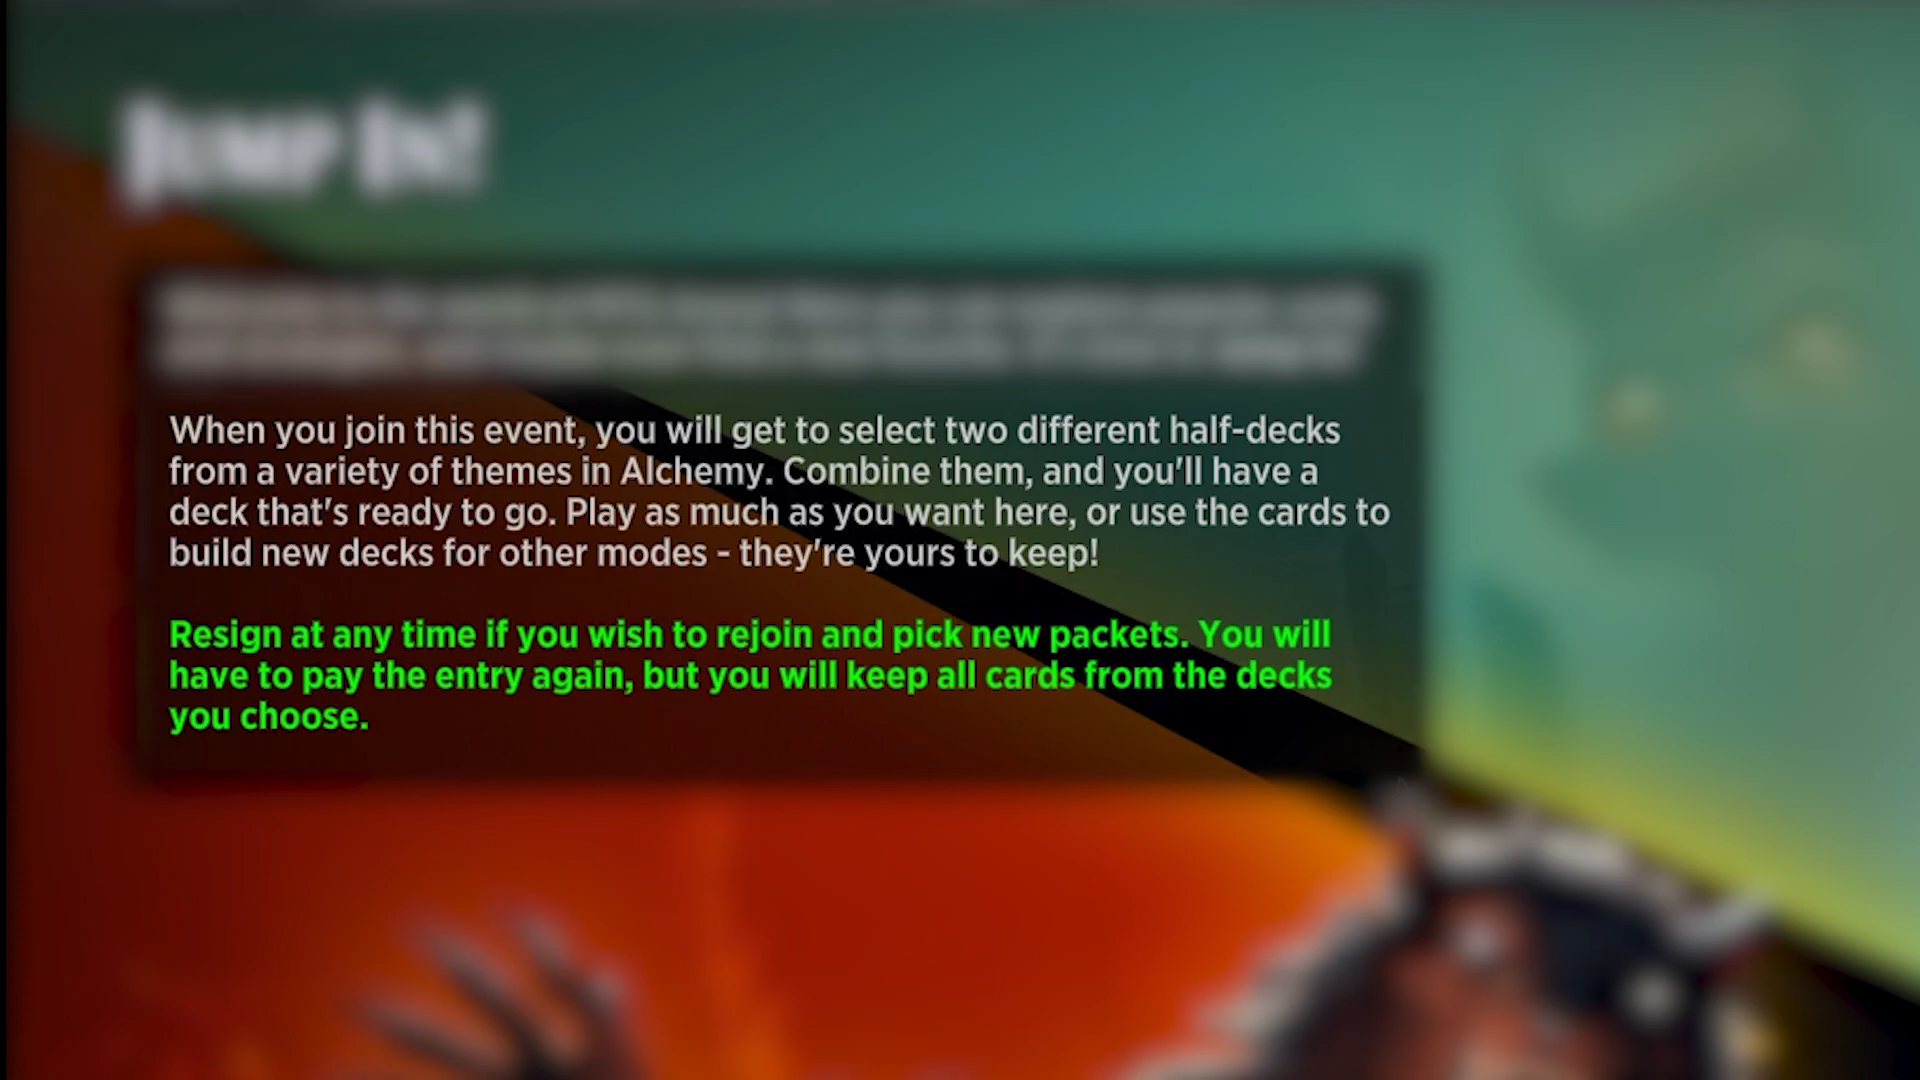 JUMP IN!
When you join this event, you will get to select two different half-decks
from a variety of themes in Alchemy. Combine them, and you'll have a
deck that's ready to go. Play as much as you want here, or use the cards to
build new decks for other modes - they're yours to keep!
Resign at any time if you wish to rejoin and pick new packets. You will
have to pay the entry again, but you will keep all cards from the decks
you choose.